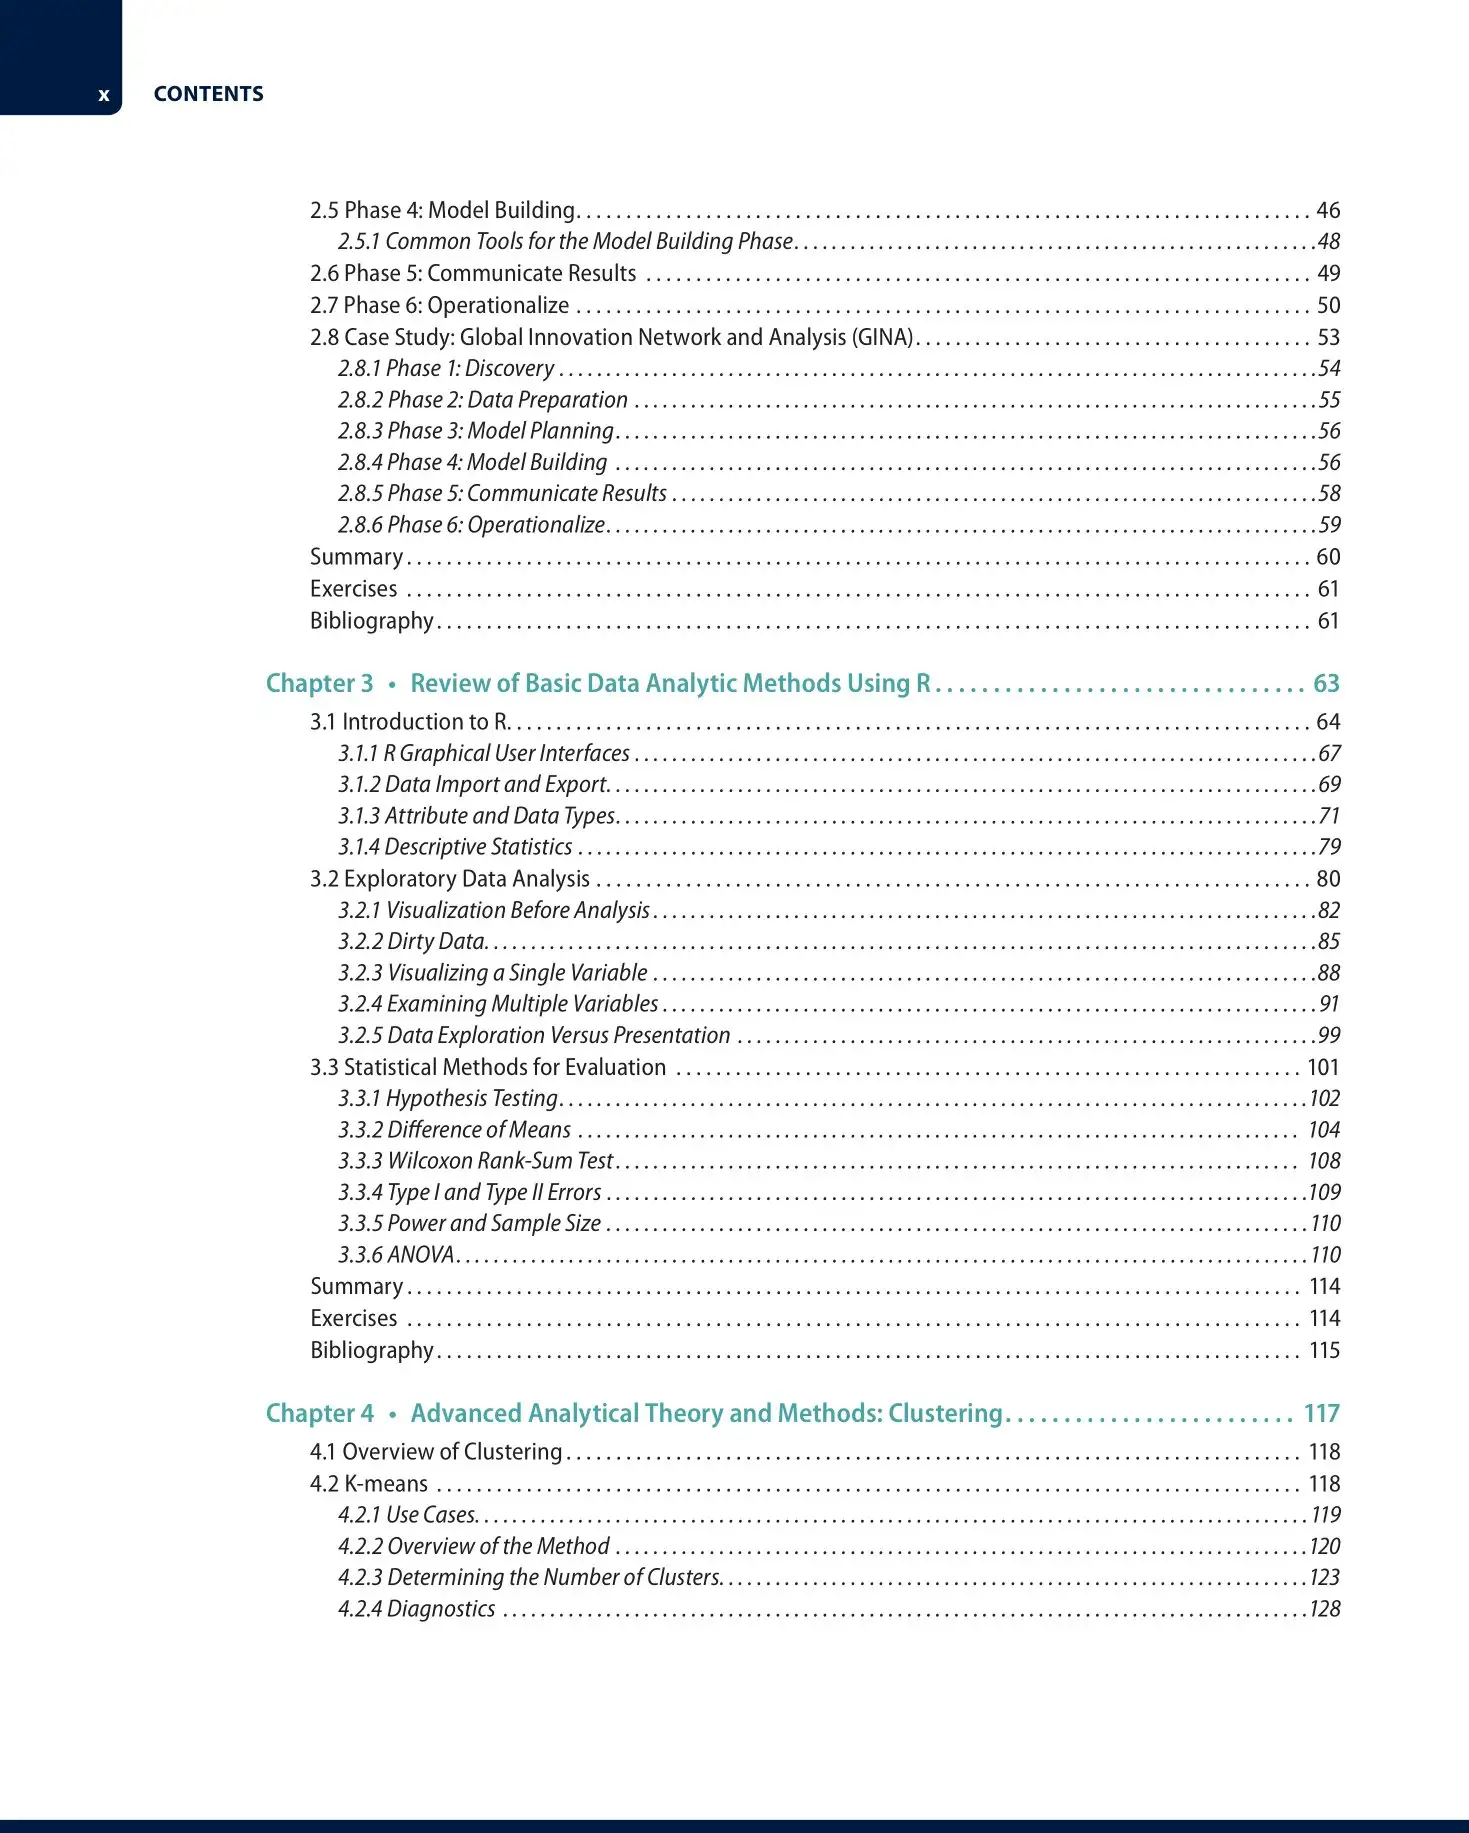 x CONTENTS
2.5 Phase 4: Model Building. . . . . . . . . . . . . . . . . . . . . . . . . . . . . . 46
2.5.1 Common Tools for the Model Building Phase. . . . . . . . . . . . . . . . . . . . .48
2.6 Phase 5: Communicate Results . . . . . . . . . . . . . . . . . . . . . . . . . . . 49
2.7 Phase 6: Operationalize . . . . . . . . . . . . . . . . . . . . . . . . . . . . . . 50
2.8 Case Study: Global Innovation Network and Analysis (GINA). . . . . . . . . . . . . . . . 53
2.8.1 Phase 1: Discovery . . . . . . . . . . . . . . . . . . . . . . . . . . . . . . .54
2.8.2 Phase 2: Data Preparation . . . . . . . . . . . . . . . . . . . . . . . . . . . .55
2.8.3 Phase 3: Model Planning. . . . . . . . . . . . . . . . . . . . . . . . . . . . .56
2.8.4 Phase 4: Model Building . . . . . . . . . . . . . . . . . . . . . . . . . . . . .56
2.8.5 Phase 5: Communicate Results . . . . . . . . . . . . . . . . . . . . . . . . . . .58
2.8.6 Phase 6: Operationalize. . . . . . . . . . . . . . . . . . . . . . . . . . . . .59
Summary . . . . . . . . . . . . . . . . . . . . . . . . . . . . . . . . . . . . . 60
Exercises . . . . . . . . . . . . . . . . . . . . . . . . . . . . . . . . . . . . . 61
Bibliography . . . . . . . . . . . . . . . . . . . . . . . . . . . . . . . . . . . . 61
Chapter 3 • Review of Basic Data Analytic Methods Using R . . . . . . . . . . . . . . . . 63
3.1 Introduction to R. . . . . . . . . . . . . . . . . . . . . . . . . . . . . . . . . 64
3.1.1 R Graphical User Interfaces . . . . . . . . . . . . . . . . . . . . . . . . . . . .67
3.1.2 Data Import and Export. . . . . . . . . . . . . . . . . . . . . . . . . . . . . .69
3.1.3 Attribute and Data Types. . . . . . . . . . . . . . . . . . . . . . . . . . . . .71
3.1.4 Descriptive Statistics . . . . . . . . . . . . . . . . . . . . . . . . . . . . . .79
3.2 Exploratory Data Analysis . . . . . . . . . . . . . . . . . . . . . . . . . . . . . 80
3.2.1 Visualization Before Analysis . . . . . . . . . . . . . . . . . . . . . . . . . . .82
3.2.2 Dirty Data. . . . . . . . . . . . . . . . . . . . . . . . . . . . . . . . . . .85
3.2.3 Visualizing a Single Variable . . . . . . . . . . . . . . . . . . . . . . . . . . .88
3.2.4 Examining Multiple Variables . . . . . . . . . . . . . . . . . . . . . . . . . . .91
3.2.5 Data Exploration Versus Presentation . . . . . . . . . . . . . . . . . . . . . . . .99
3.3 Statistical Methods for Evaluation . . . . . . . . . . . . . . . . . . . . . . . . . 101
3.3.1 Hypothesis Testing. . . . . . . . . . . . . . . . . . . . . . . . . . . . . . . .102
3.3.2 Difference of Means . . . . . . . . . . . . . . . . . . . . . . . . . . . . . . . 104
3.3.3 Wilcoxon Rank-Sum Test . . . . . . . . . . . . . . . . . . . . . . . . . . . . . . 108
3.3.4 Type I and Type II Errors . . . . . . . . . . . . . . . . . . . . . . . . . . . . .109
3.3.5 Power and Sample Size . . . . . . . . . . . . . . . . . . . . . . . . . . . . . .110
3.3.6 ANOVA . . . . . . . . . . . . . . . . . . . . . . . . . . . . . . . . . . . . .110
Summary . . . . . . . . . . . . . . . . . . . . . . . . . . . . . . . . . . . . . 114
Exercises . . . . . . . . . . . . . . . . . . . . . . . . . . . . . . . . . . . . . 114
Bibliography . . . . . . . . . . . . . . . . . . . . . . . . . . . . . . . . . . . . 115
Chapter 4 • Advanced Analytical Theory and Methods: Clustering . . . . . . . . . . . . . 117
4.1 Overview of Clustering . . . . . . . . . . . . . . . . . . . . . . . . . . . . . . . 118
4.2 K-means . . . . . . . . . . . . . . . . . . . . . . . . . . . . . . . . . . . . . 118
4.2.1 Use Cases. . . . . . . . . . . . . . . . . . . . . . . . . . . . . . . . . . . .119
4.2.2 Overview of the Method . . . . . . . . . . . . . . . . . . . . . . . . . . . . . .120
4.2.3 Determining the Number of Clusters. . . . . . . . . . . . . . . . . . . . . . . . .123
4.2.4 Diagnostics . . . . . . . . . . . . . . . . . . . . . . . . . . . . . . . . . . .128